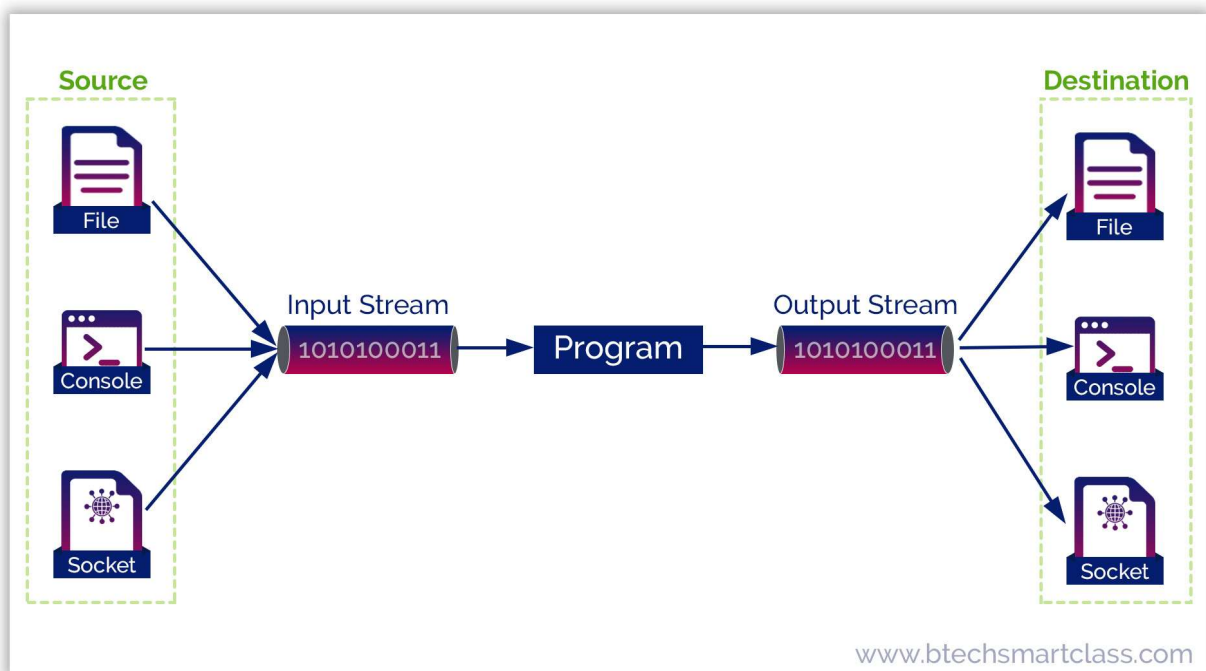 Source
File
Console
Socket
Input Stream
1010100011
Program
Output Stream
1010100011
Destination
File
Console
Socket
www.btechsmartclass.com